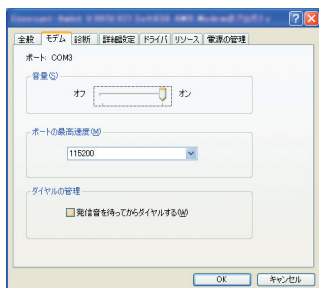 全般 モデム 診断 詳細設定 ドライバ リソース 電源の管理
ポート: COM3
音量(S)
オフ オン
ポートの最高速度(M)
115200
ダイヤルの管理
発信音を待ってからダイヤルする(W)
OK キャンセル